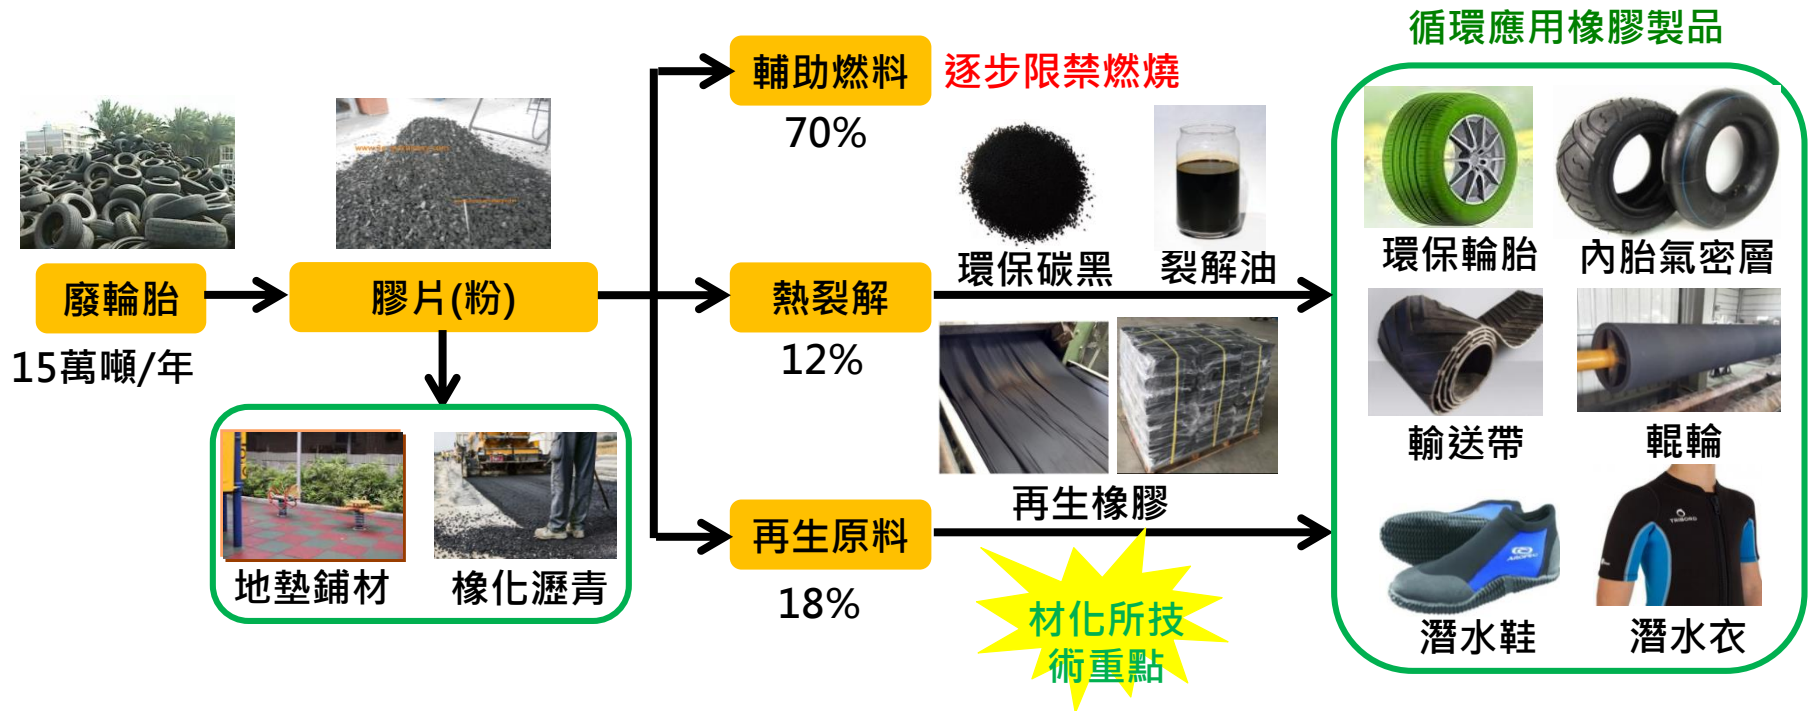 循環應用橡膠製品
輔助燃料
逐步限禁燃燒
70%
廢輪胎
15萬噸/年
膠片(粉)
地墊鋪材
橡化瀝青
環保碳黑
裂解油
熱裂解
12%
再生橡膠
再生原料
18%
材化所技
術重點
環保輪胎
內胎氣密層
輸送帶
輥輪
潛水鞋
潛水衣
TRIBORD